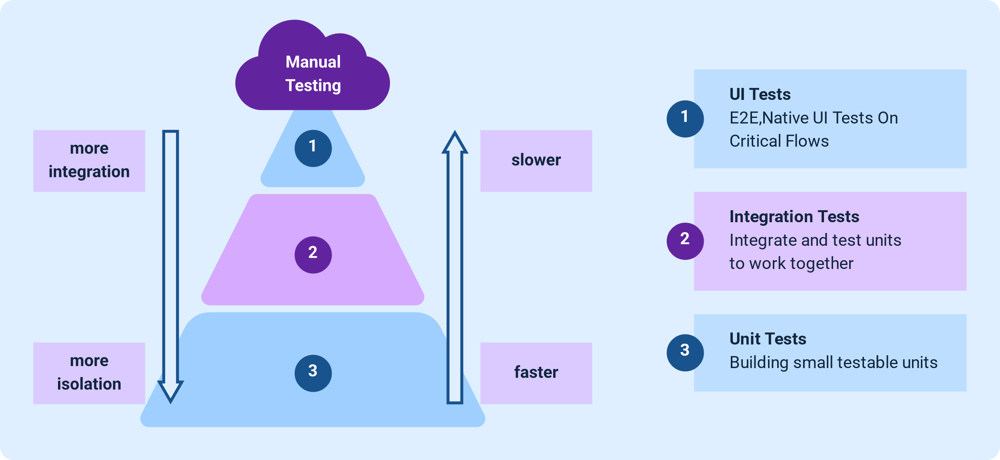 Manual
Testing
1
more
integration
slower
2
more
isolation
3
faster
1
UI Tests
E2E,Native UI Tests On
Critical Flows
2
Integration Tests
Integrate and test units
to work together
3
Unit Tests
Building small testable units